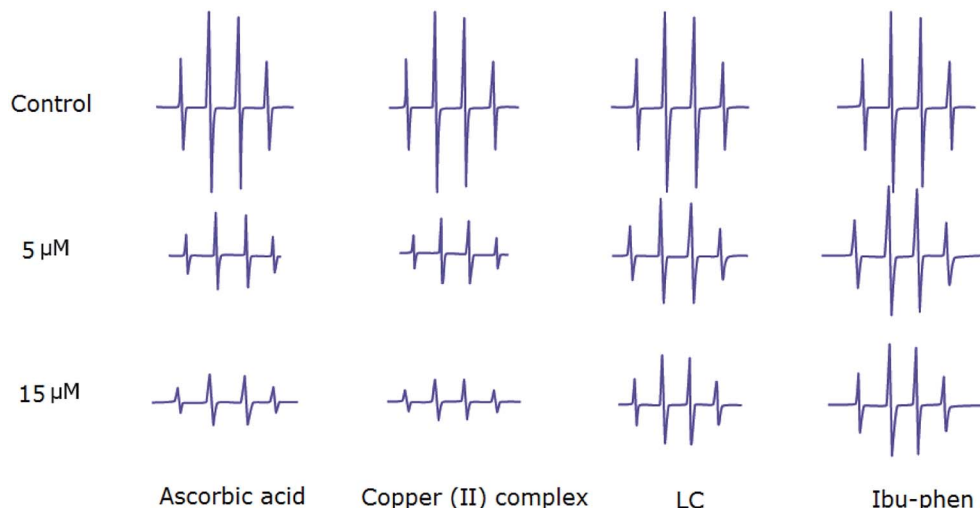 Control
5 μM
15 μM
Ascorbic acid Copper (II) complex LC Ibu-phen